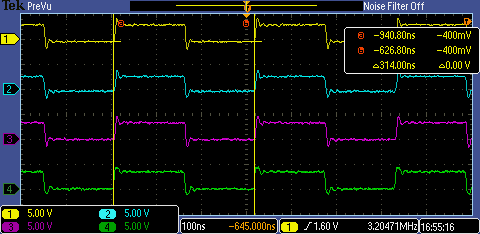 Tek PreVu Noise Filter Off
−940.80ns −400mV
−626.80ns −400mV
△314.00ns △0.00 V
1
2
3
4
1 5.00 V 2 5.00 V
3 5.00 V 4 5.00 V
100ns −645.000ns
1 1.60 V
3.20471MHz
16:55:16